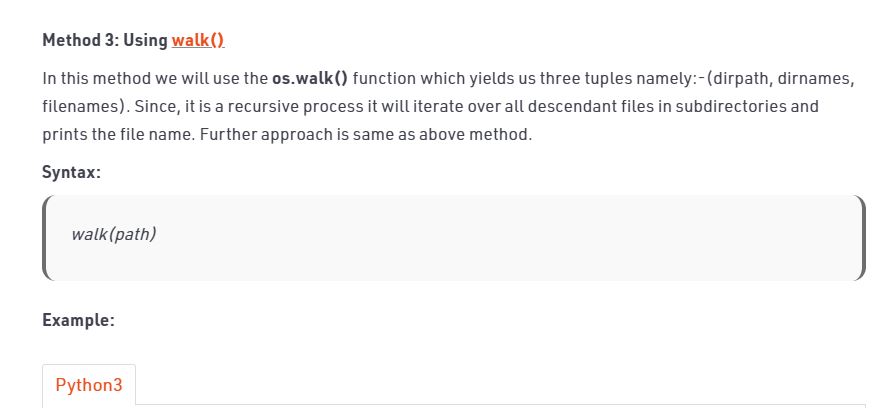 Method 3: Using walk()
In this method we will use the os.walk() function which yields us three tuples namely:-(dirpath, dirnames,
filenames). Since, it is a recursive process it will iterate over all descendant files in subdirectories and
prints the file name. Further approach is same as above method.
Syntax:
walk(path)
Example:
Python3